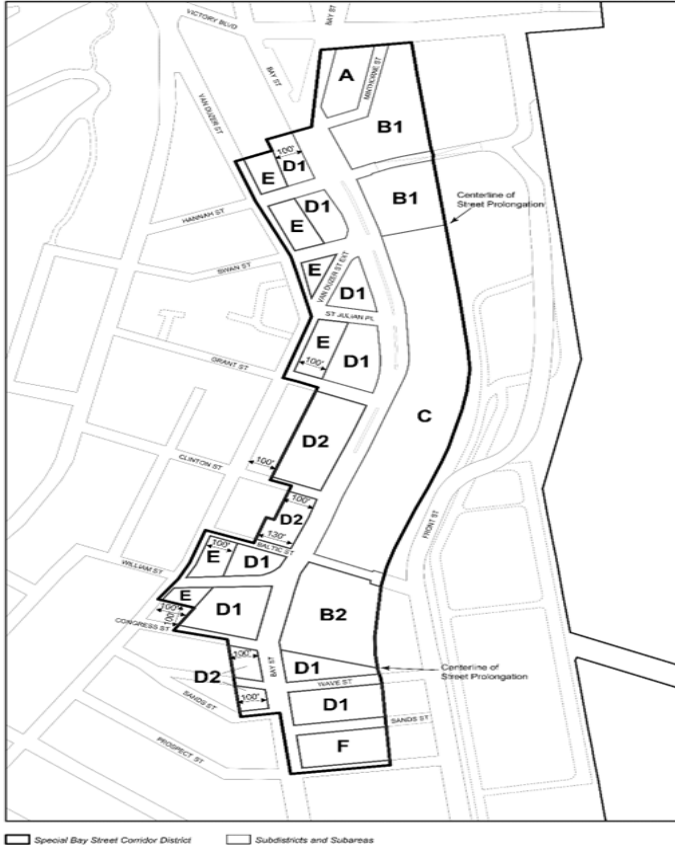 VICTORY BLVD
BAY ST
BAY ST
A
MINTHORNE ST
VAN DUZER ST
B1
100'
D1
E
B1
Centerline of
Street Prolongation
D1
HANNAH ST
E
SWAN ST
E
VAN DUZER ST EXT
D1
ST JULIAN PL
E
100'
D1
GRANT ST
C
D2
CLINTON ST
100'
100'
D2
FRONT ST
130'
BALTIC ST
100'
E
D1
WILLIAM ST
E
100'
100'
D1
B2
CONGRESS ST
100'
BAY ST
D1
Centerline of
Street Prolongation
D2
WAVE ST
100'
SANDS ST
D1
SANDS ST
PROSPECT ST
F
Special Bay Street Corridor District
Subdistricts and Subareas